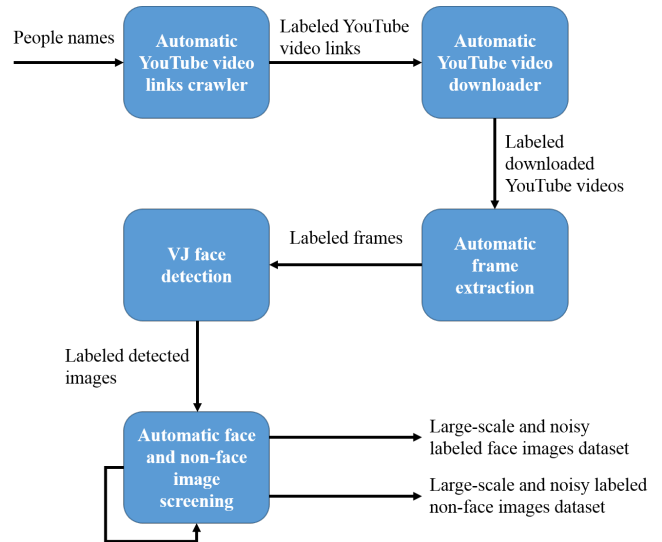 People names
Automatic
YouTube video
links crawler
Labeled YouTube
video links
Automatic
YouTube video
downloader
Labeled
downloaded
YouTube videos
Automatic
frame
extraction
Labeled frames
VJ face
detection
Labeled detected
images
Automatic face
and non-face
image
screening
Large-scale and noisy
labeled face images dataset
Large-scale and noisy labeled
non-face images dataset